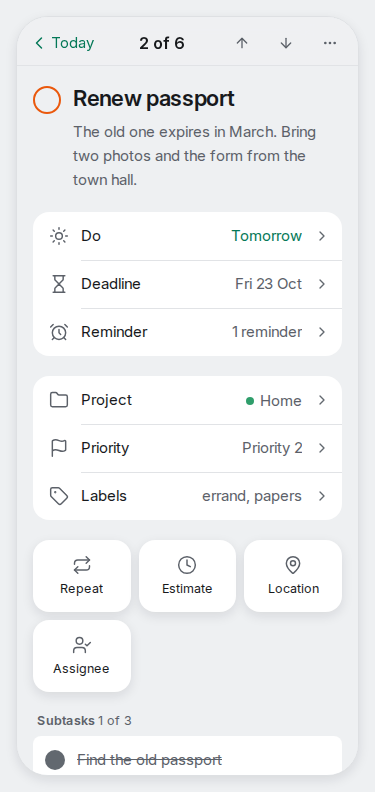 Today
2 of 6
Renew passport
The old one expires in March. Bring
two photos and the form from the
town hall.
Do
Tomorrow
Deadline
Fri 23 Oct
Reminder
1 reminder
Project
Home
Priority
Priority 2
Labels
errand, papers
Repeat
Estimate
Location
Assignee
Subtasks 1 of 3
Find the old passport